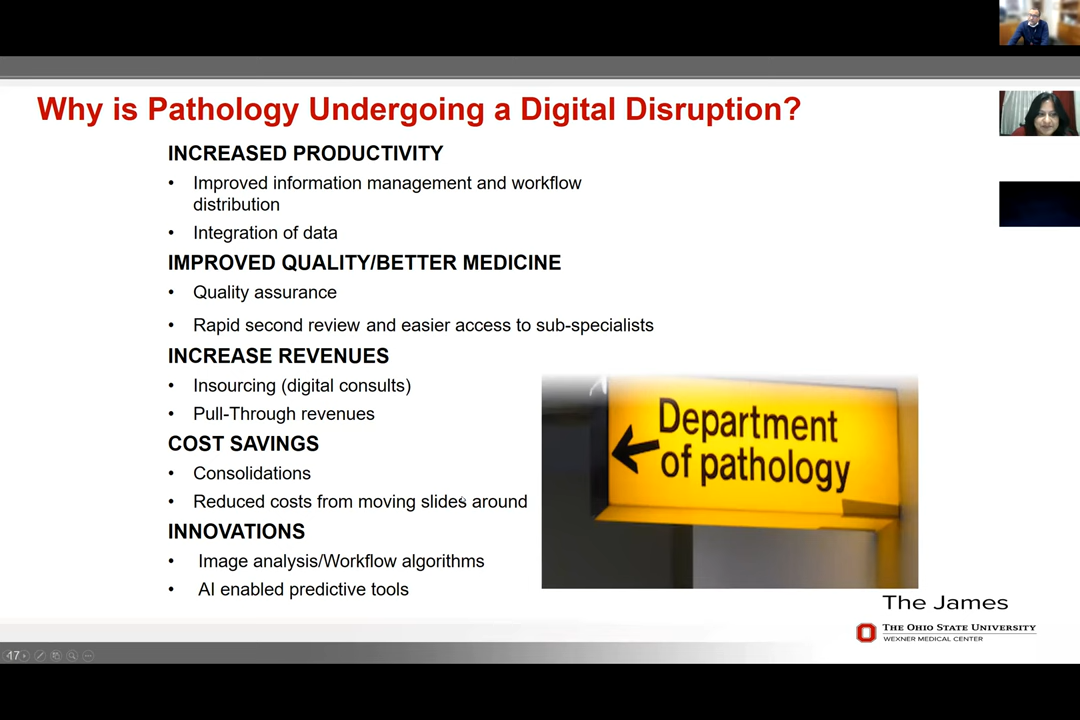 Why is Pathology Undergoing a Digital Disruption?
INCREASED PRODUCTIVITY
• Improved information management and workflow
distribution
• Integration of data
IMPROVED QUALITY/BETTER MEDICINE
• Quality assurance
• Rapid second review and easier access to sub-specialists
INCREASE REVENUES
• Insourcing (digital consults)
• Pull-Through revenues
COST SAVINGS
• Consolidations
• Reduced costs from moving slides around
INNOVATIONS
• Image analysis/Workflow algorithms
• AI enabled predictive tools
Department
of pathology
The James
THE OHIO STATE UNIVERSITY
WEXNER MEDICAL CENTER
47